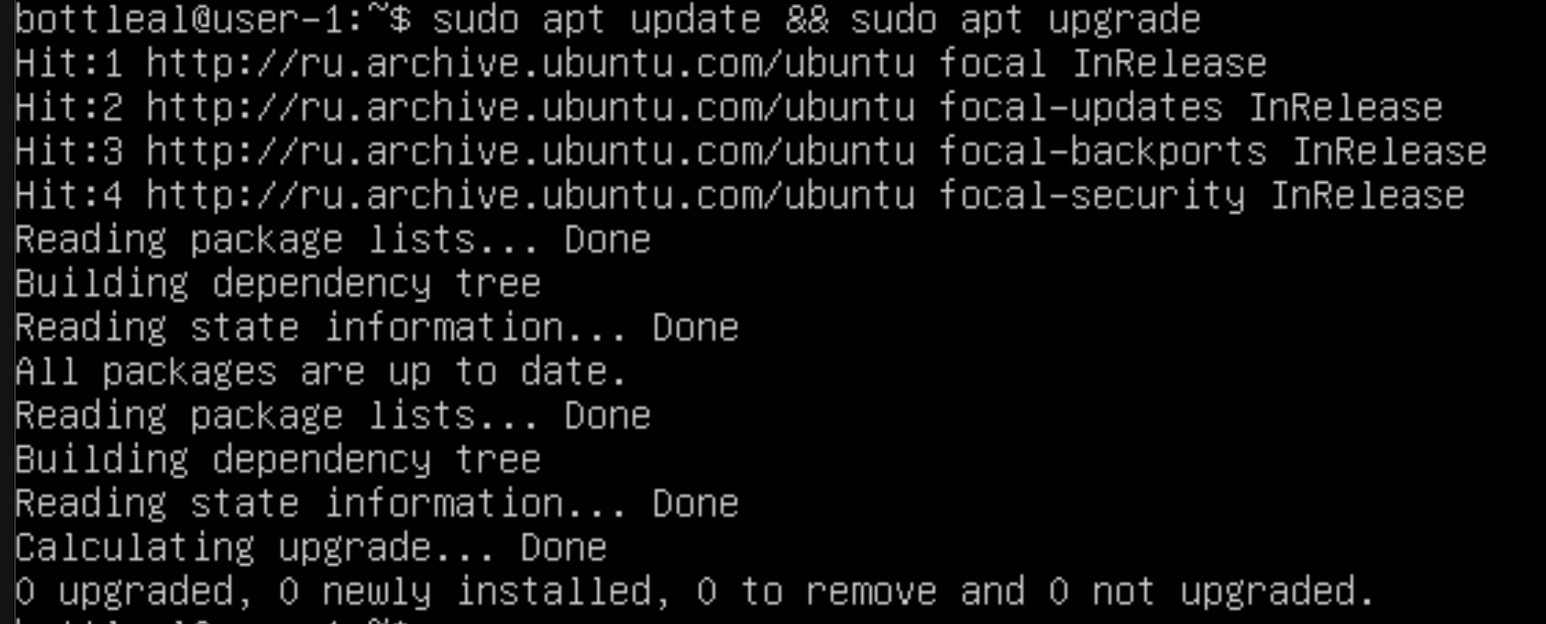 bottleal@user-1:~$ sudo apt update && sudo apt upgrade
Hit:1 http://ru.archive.ubuntu.com/ubuntu focal InRelease
Hit:2 http://ru.archive.ubuntu.com/ubuntu focal-updates InRelease
Hit:3 http://ru.archive.ubuntu.com/ubuntu focal-backports InRelease
Hit:4 http://ru.archive.ubuntu.com/ubuntu focal-security InRelease
Reading package lists... Done
Building dependency tree
Reading state information... Done
All packages are up to date.
Reading package lists... Done
Building dependency tree
Reading state information... Done
Calculating upgrade... Done
0 upgraded, 0 newly installed, 0 to remove and 0 not upgraded.